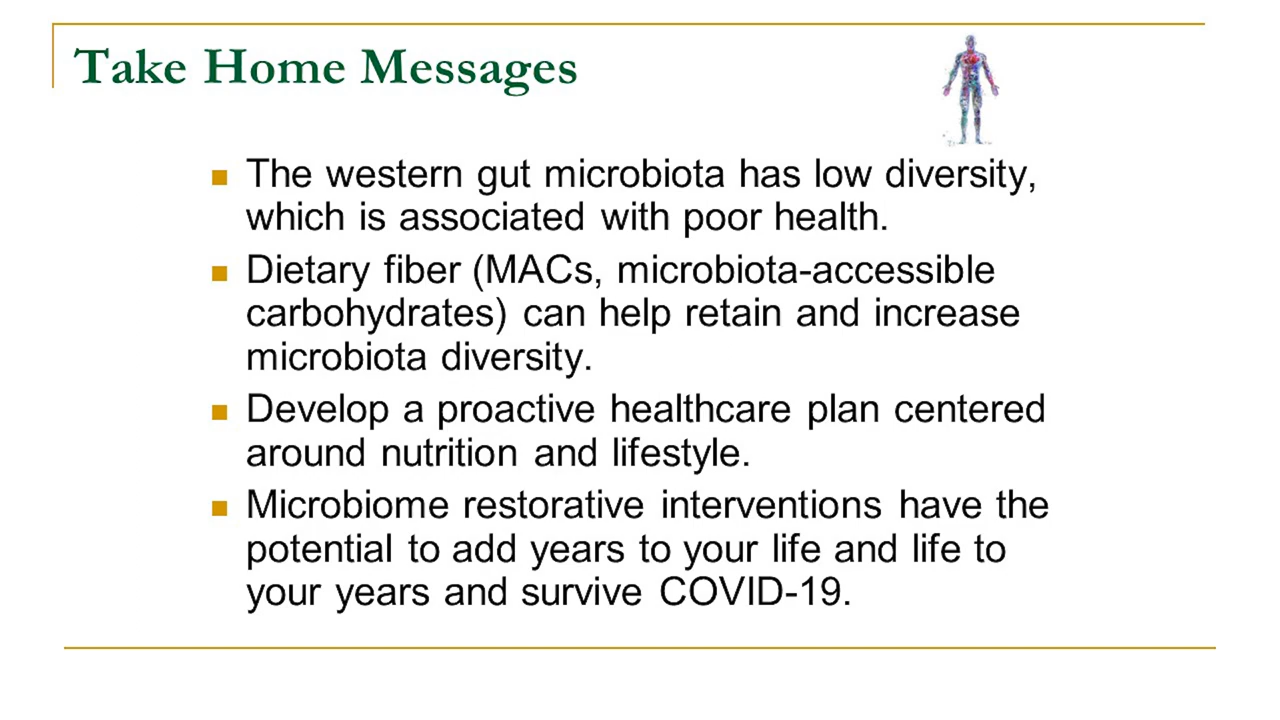 Take Home Messages
The western gut microbiota has low diversity,
which is associated with poor health.
Dietary fiber (MACs, microbiota-accessible
carbohydrates) can help retain and increase
microbiota diversity.
Develop a proactive healthcare plan centered
around nutrition and lifestyle.
Microbiome restorative interventions have the
potential to add years to your life and life to
your years and survive COVID-19.